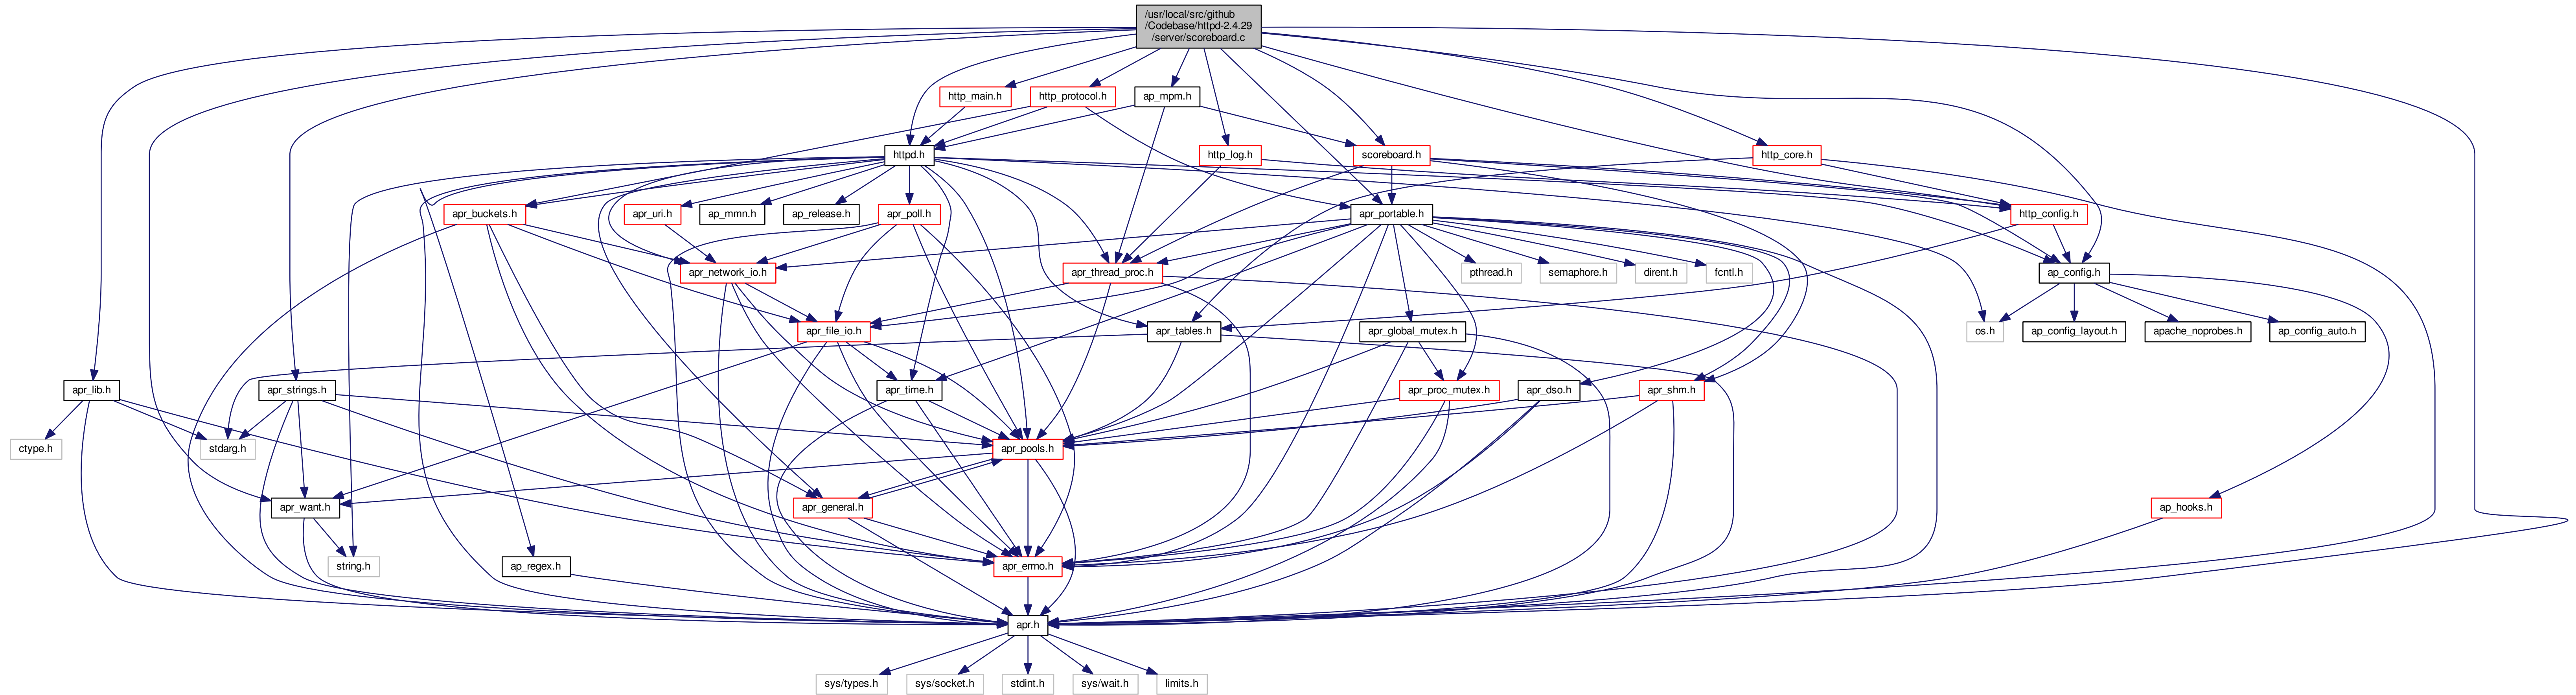 /usr/local/src/github
/Codebase/httpd-2.4.29
/server/scoreboard.c
http_main.h
http_protocol.h
ap_mpm.h
httpd.h
http_log.h
scoreboard.h
http_core.h
apr_buckets.h
apr_uri.h
ap_mmn.h
ap_release.h
apr_poll.h
apr_portable.h
http_config.h
apr_network_io.h
apr_thread_proc.h
pthread.h
semaphore.h
dirent.h
fcntl.h
ap_config.h
apr_file_io.h
apr_tables.h
apr_global_mutex.h
os.h
ap_config_layout.h
apache_noprobes.h
ap_config_auto.h
apr_lib.h
apr_strings.h
apr_time.h
apr_proc_mutex.h
apr_dso.h
apr_shm.h
ctype.h
stdarg.h
apr_pools.h
apr_want.h
apr_general.h
ap_hooks.h
string.h
ap_regex.h
apr_errno.h
apr.h
sys/types.h
sys/socket.h
stdint.h
sys/wait.h
limits.h